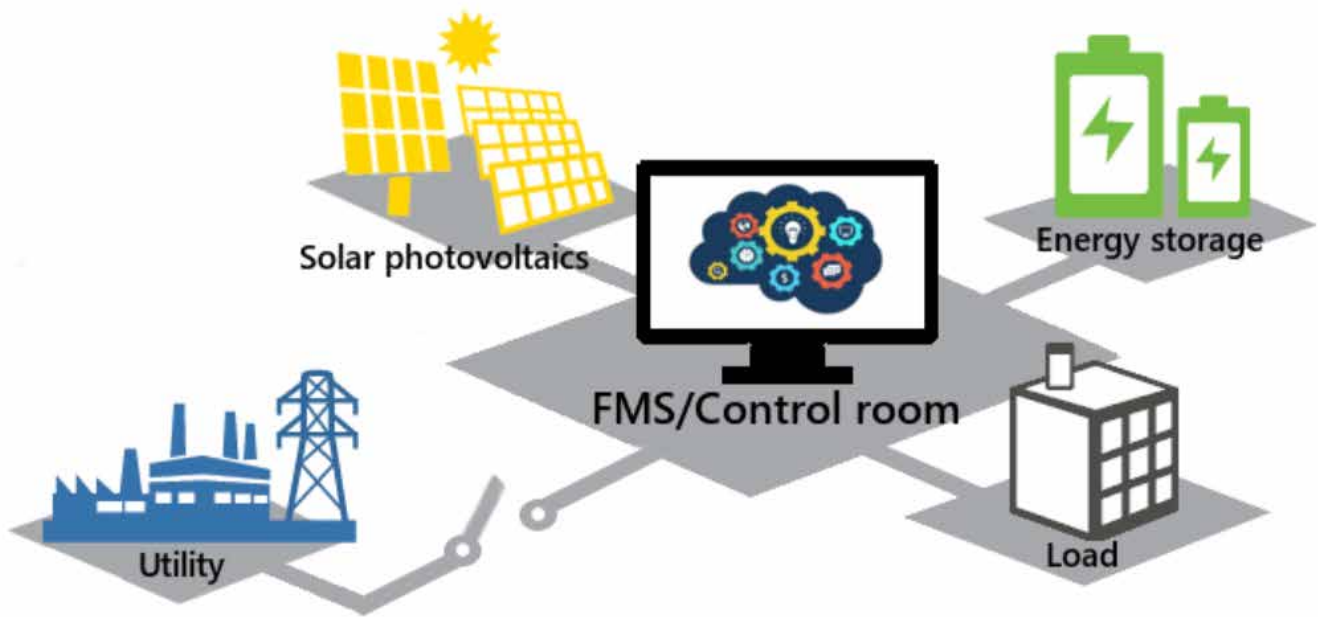 Solar photovoltaics
Energy storage
FMS/Control room
Utility
Load